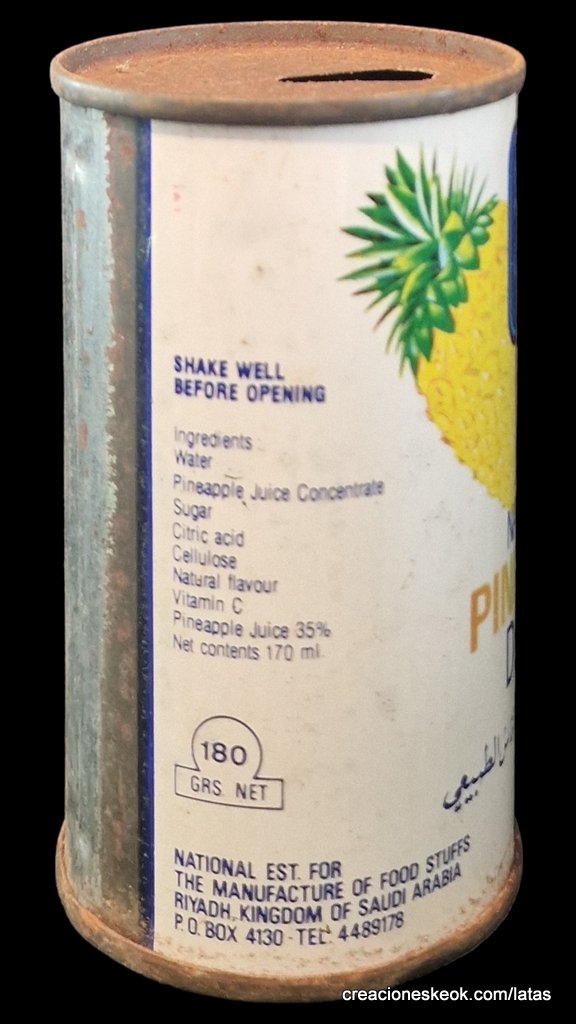 SHAKE WELL
BEFORE OPENING
Ingredients
Water
Pineapple Juice Concentrate
Sugar
Citric acid
Cellulose
Natural flavour
Vitamin C
Pineapple Juice 35%
Net contents 170 ml.
180
GRS. NET
الطبيعي
NATIONAL EST. FOR
THE MANUFACTURE OF FOOD STUFFS
RIYADH, KINGDOM OF SAUDI ARABIA
P.O. BOX 4130 - TEL: 4489178
creacioneskeok.com/latas